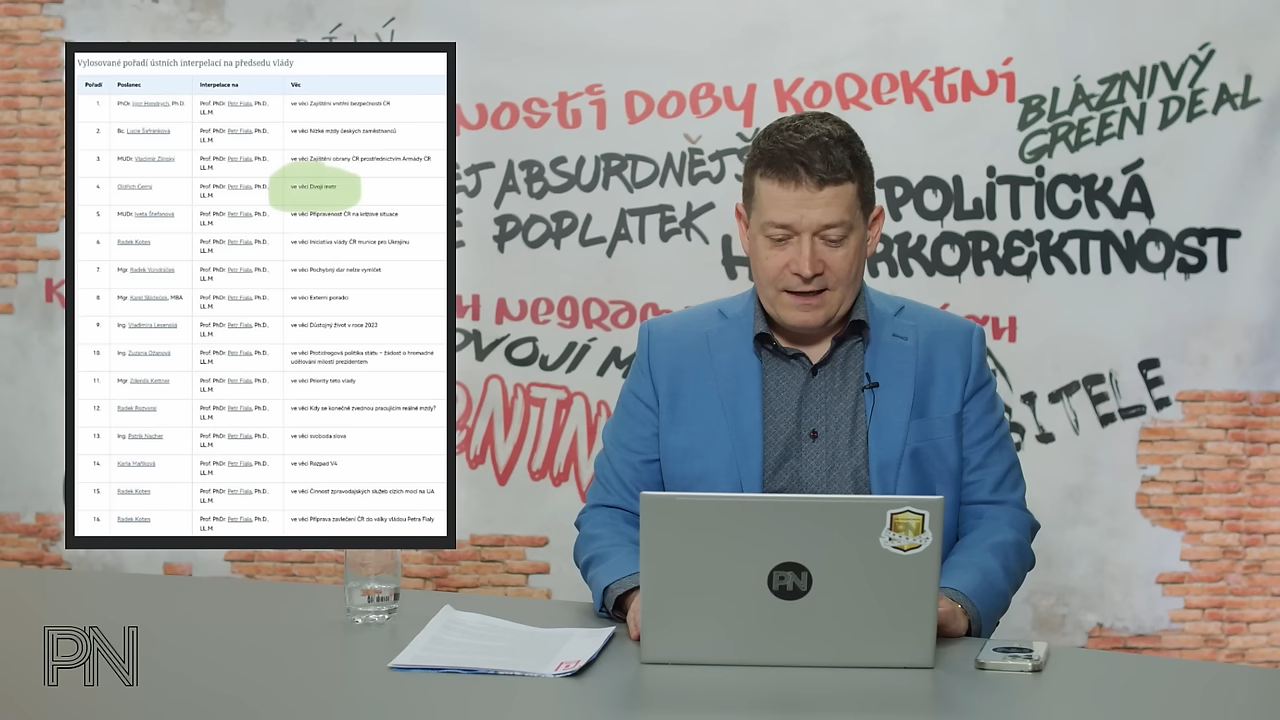 Vylosované pořadí ústních interpelací na předsedu vlády
Pořadí Poslanec Interpelace na Věc
1. PhDr. Igor Hendrych, Ph.D. Prof. PhDr. Petr Fiala, Ph.D., LL.M. ve věci Zajištění vnitřní bezpečnosti ČR
2. Bc. Lucie Šafránková Prof. PhDr. Petr Fiala, Ph.D., LL.M. ve věci Nízké mzdy českých zaměstnanců
3. MUDr. Vladimír Zlínský Prof. PhDr. Petr Fiala, Ph.D., LL.M. ve věci Zajištění obrany ČR prostřednictvím Armády ČR
4. Oldřich Černý Prof. PhDr. Petr Fiala, Ph.D., LL.M. ve věci Dvojí metr
5. MUDr. Iveta Štefanová Prof. PhDr. Petr Fiala, Ph.D., LL.M. ve věci Připravenost ČR na krizové situace
6. Radek Koten Prof. PhDr. Petr Fiala, Ph.D., LL.M. ve věci Iniciativa vlády ČR munice pro Ukrajinu
7. Mgr. Radek Vondráček Prof. PhDr. Petr Fiala, Ph.D., LL.M. ve věci Pochybný dar nelze vymlčet
8. Mgr. Karel Sládeček, MBA Prof. PhDr. Petr Fiala, Ph.D., LL.M. ve věci Externí poradci
9. Ing. Vladimíra Lesenská Prof. PhDr. Petr Fiala, Ph.D., LL.M. ve věci Důstojný život v roce 2023
10. Ing. Zuzana Ožanová Prof. PhDr. Petr Fiala, Ph.D., LL.M. ve věci Protidrogová politika státu – žádost o hromadné udělování milostí prezidentem
11. Mgr. Zdeněk Kettner Prof. PhDr. Petr Fiala, Ph.D., LL.M. ve věci Priority této vlády
12. Radek Rozvoral Prof. PhDr. Petr Fiala, Ph.D., LL.M. ve věci Kdy se konečně zvednou pracujícím reálné mzdy?
13. Ing. Patrik Nacher Prof. PhDr. Petr Fiala, Ph.D., LL.M. ve věci svoboda slova
14. Karla Maříková Prof. PhDr. Petr Fiala, Ph.D., LL.M. ve věci Rozpad V4
15. Radek Koten Prof. PhDr. Petr Fiala, Ph.D., LL.M. ve věci Činnost zpravodajských služeb cizích mocí na UA
16. Radek Koten Prof. PhDr. Petr Fiala, Ph.D., LL.M. ve věci Příprava zavlečení ČR do války vládou Petra Fialy
NOSTÍ DOBY KOREKTNÍ
BLÁZNIVÝ
GREEN DEAL
EJ ABSURDNĚJŠ
POPLATEK
POLITICKÁ
H RKOREKTNOST
H NEGRAM
DVOJÍ M
ENTN
SITELE
PN
PN